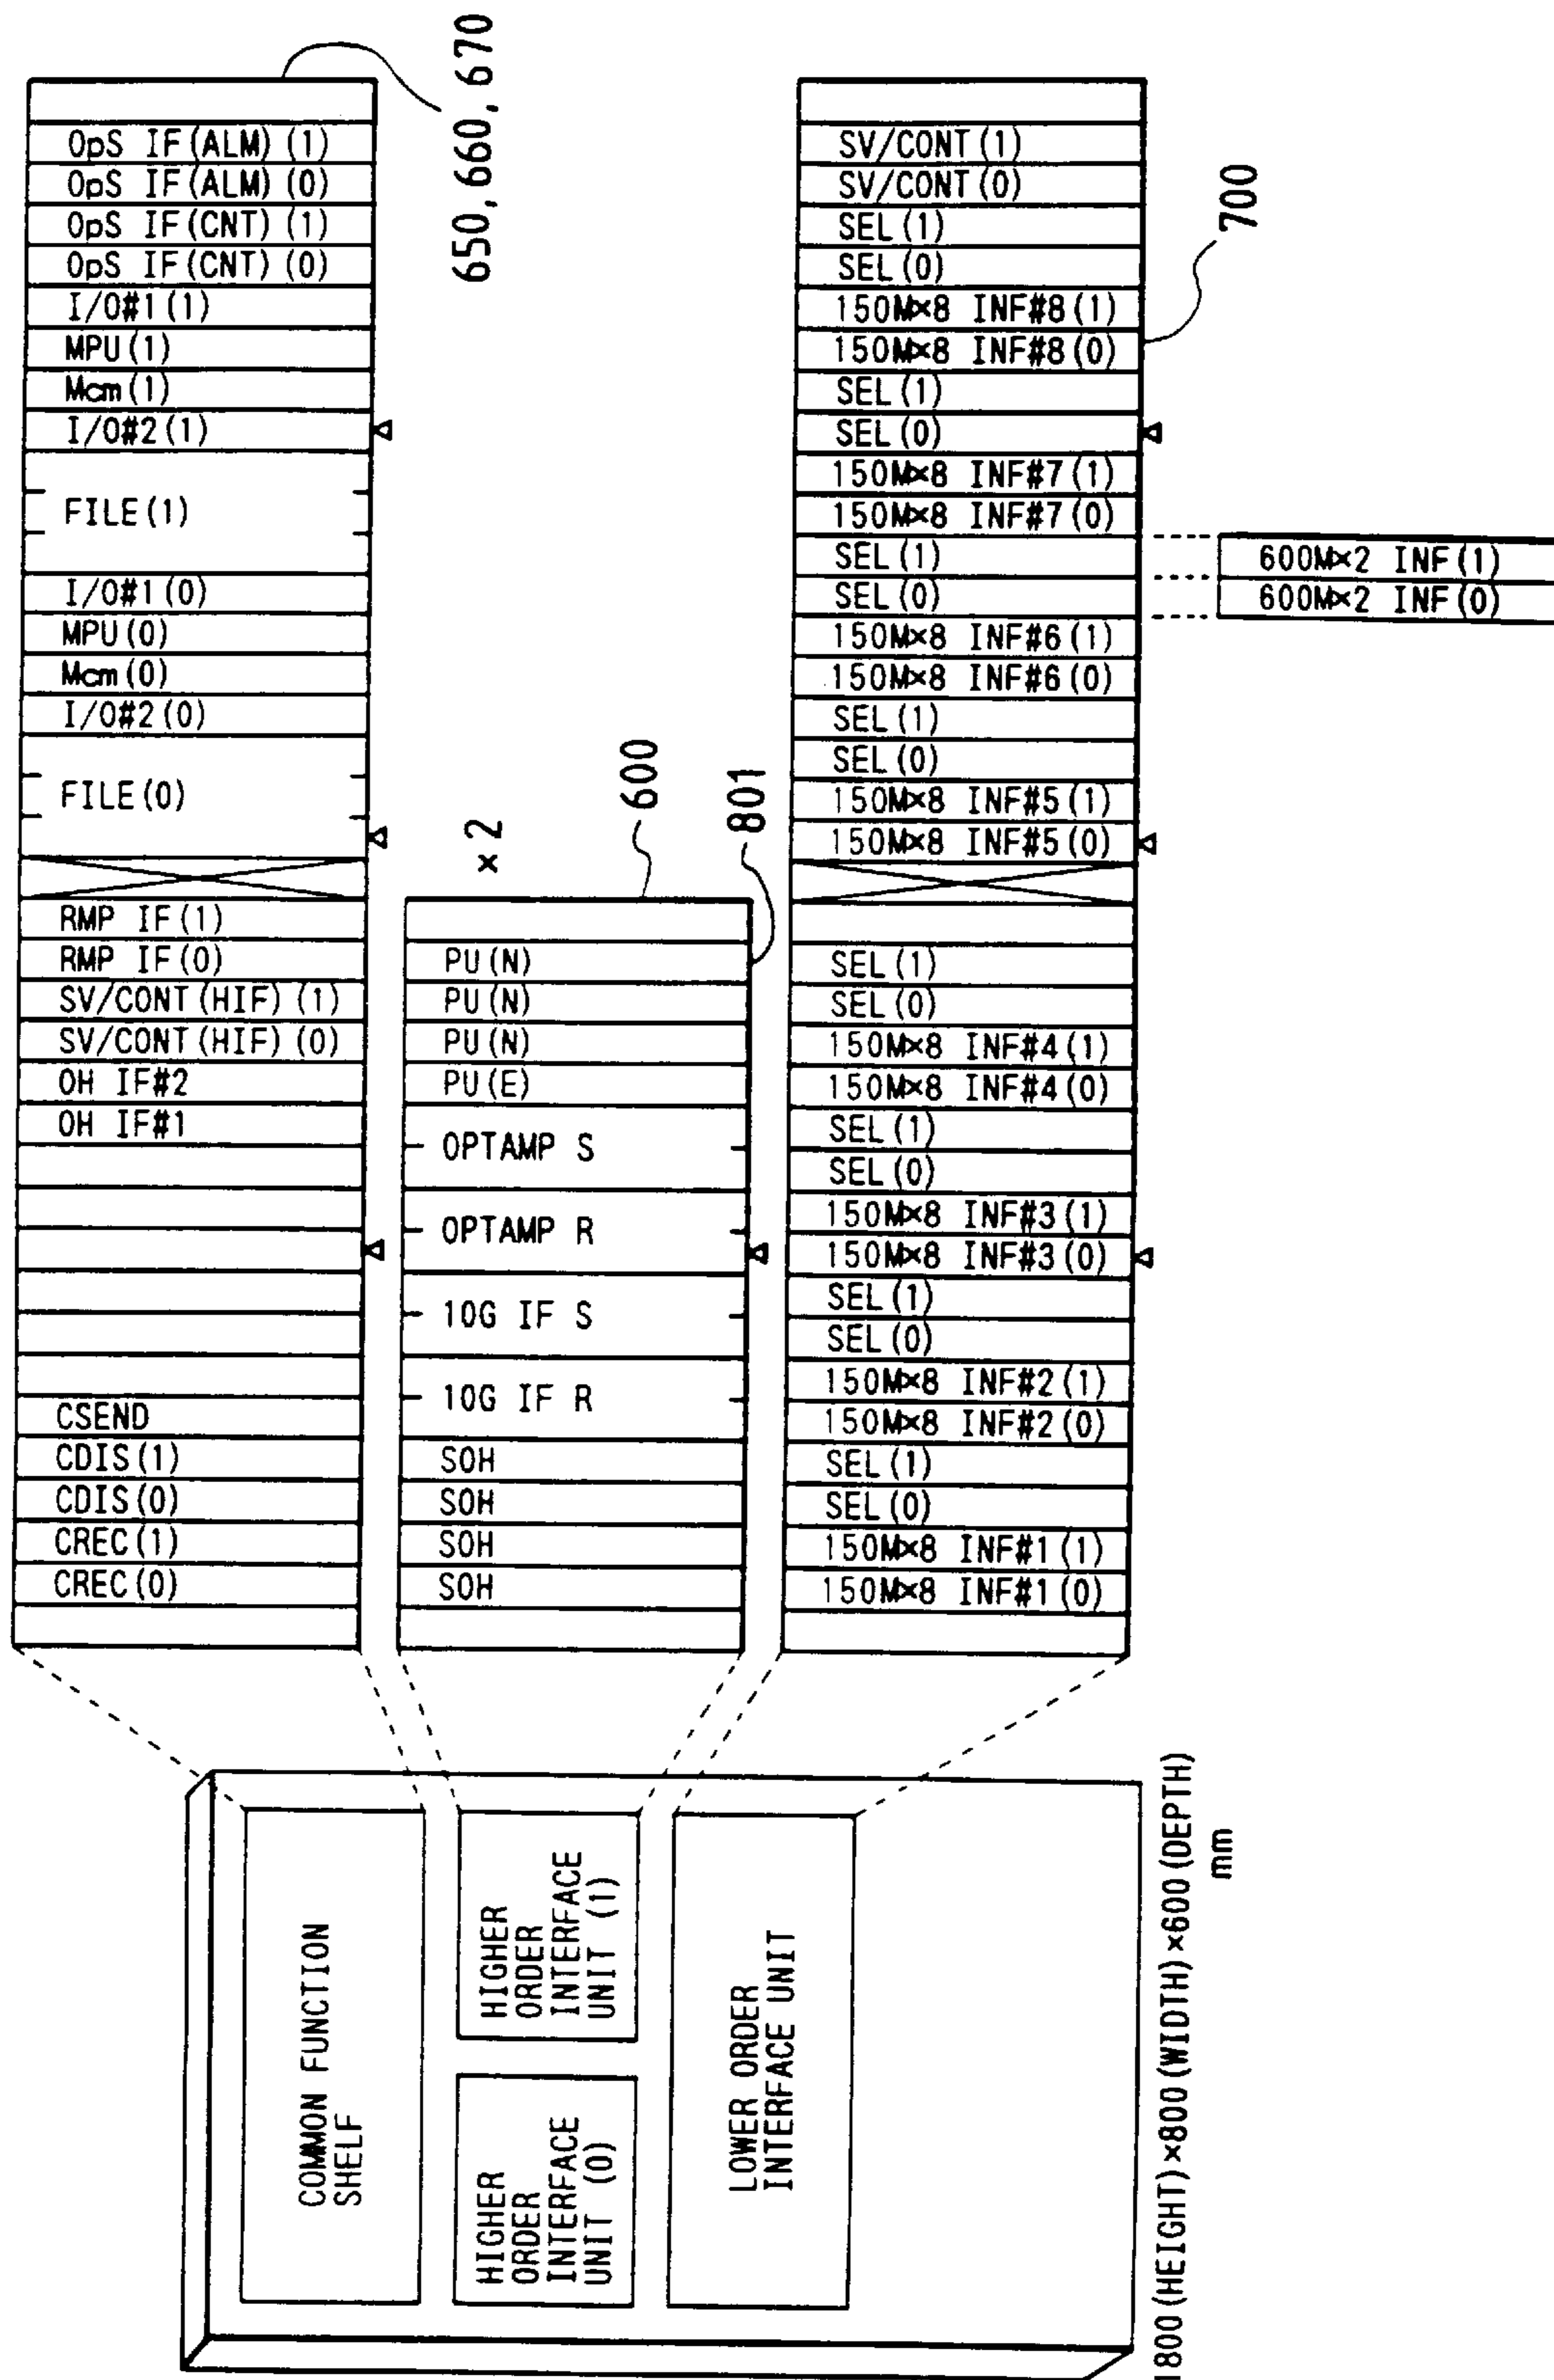 OpS IF(ALM)(1)
OpS IF(ALM)(0)
OpS IF(CNT)(1)
OpS IF(CNT)(0)
I/O#1(1)
MPU(1)
Mcm(1)
I/O#2(1)
FILE(1)
I/O#1(0)
MPU(0)
Mcm(0)
I/O#2(0)
FILE(0)
RMP IF(1)
RMP IF(0)
SV/CONT(HIF)(1)
SV/CONT(HIF)(0)
OH IF#2
OH IF#1
CSEND
CDIS(1)
CDIS(0)
CREC(1)
CREC(0)
650,660,670
×2
600
801
PU(N)
PU(N)
PU(N)
PU(E)
OPTAMP S
OPTAMP R
10G IF S
10G IF R
SOH
SOH
SOH
SOH
SV/CONT(1)
SV/CONT(0)
SEL(1)
SEL(0)
150M×8 INF#8(1)
150M×8 INF#8(0)
SEL(1)
SEL(0)
150M×8 INF#7(1)
150M×8 INF#7(0)
SEL(1)
SEL(0)
150M×8 INF#6(1)
150M×8 INF#6(0)
SEL(1)
SEL(0)
150M×8 INF#5(1)
150M×8 INF#5(0)
SEL(1)
SEL(0)
150M×8 INF#4(1)
150M×8 INF#4(0)
SEL(1)
SEL(0)
150M×8 INF#3(1)
150M×8 INF#3(0)
SEL(1)
SEL(0)
150M×8 INF#2(1)
150M×8 INF#2(0)
SEL(1)
SEL(0)
150M×8 INF#1(1)
150M×8 INF#1(0)
700
600M×2 INF(1)
600M×2 INF(0)
COMMON FUNCTION
SHELF
HIGHER
ORDER
INTERFACE
UNIT (0)
HIGHER
ORDER
INTERFACE
UNIT (1)
LOWER ORDER
INTERFACE UNIT
1800(HEIGHT)×800(WIDTH)×600(DEPTH)
mm